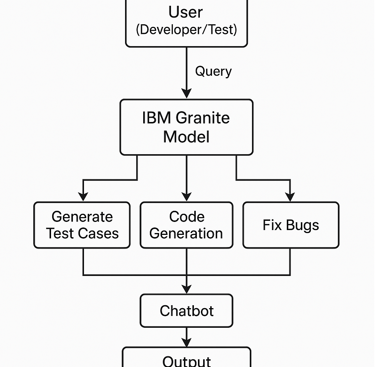 User
(Developer/Test)
Query
IBM Granite
Model
Generate
Test Cases
Code
Generation
Fix Bugs
Chatbot
Output